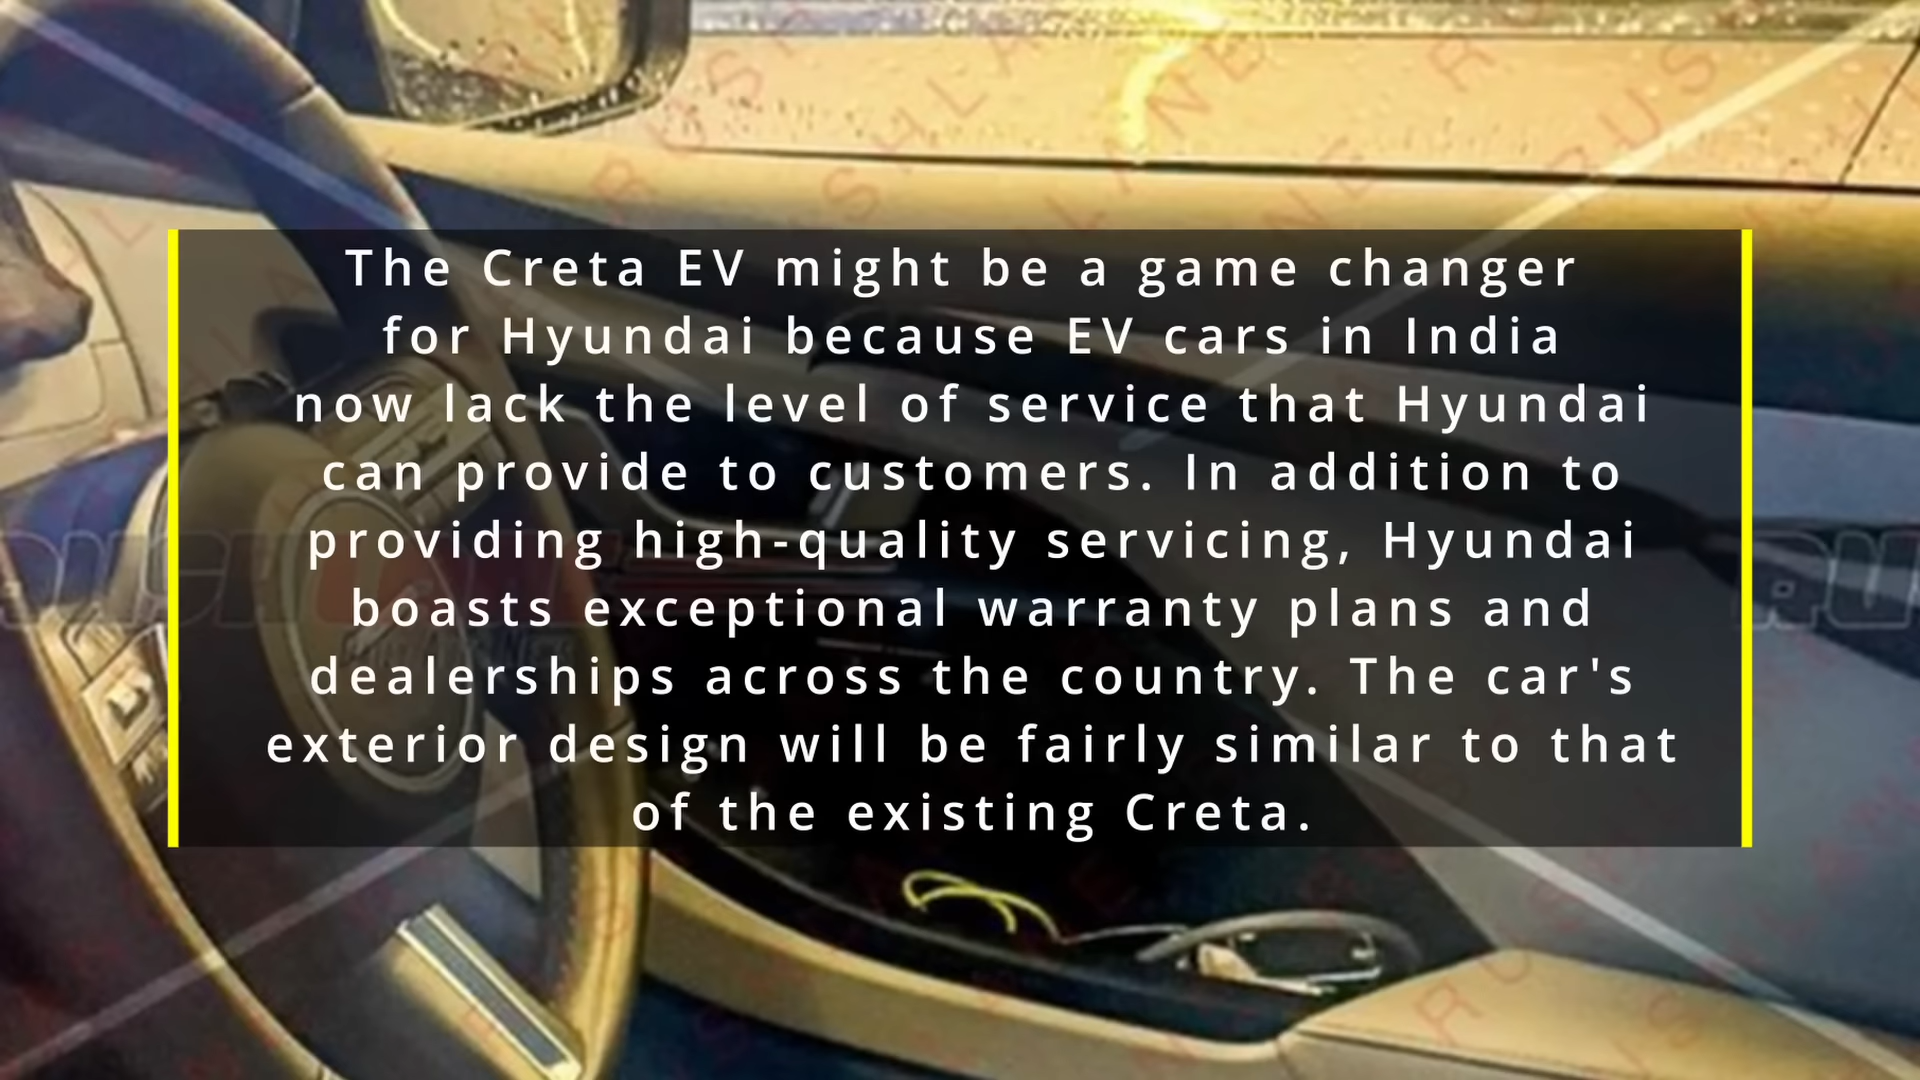 The Creta EV might be a game changer
for Hyundai because EV cars in India
now lack the level of service that Hyundai
can provide to customers. In addition to
providing high-quality servicing, Hyundai
boasts exceptional warranty plans and
dealerships across the country. The car's
exterior design will be fairly similar to that
of the existing Creta.